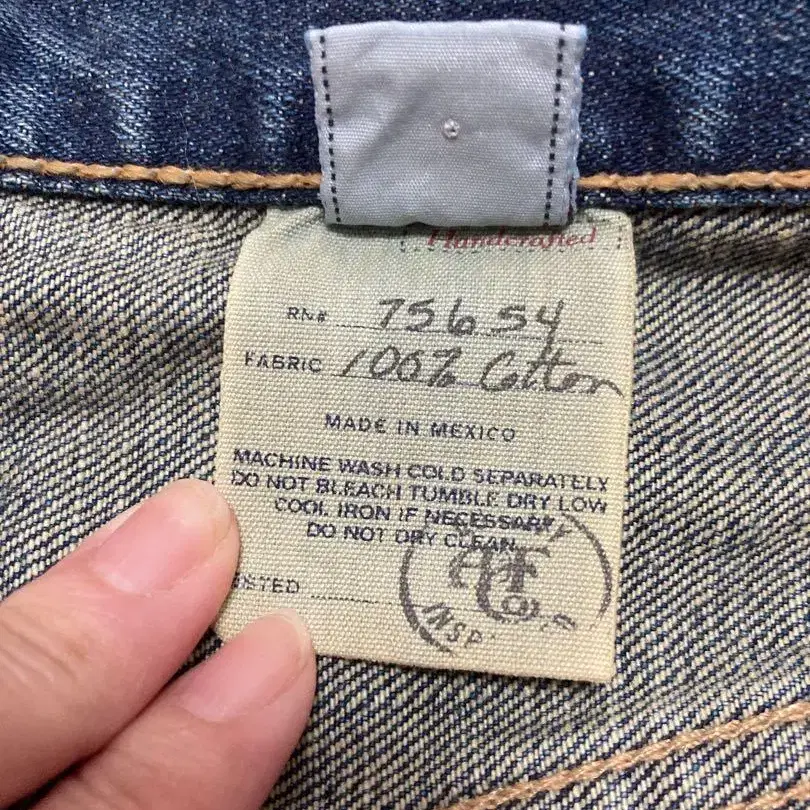 Handcrafted
RN# 75654
FABRIC 100% Cotton
MADE IN MEXICO
MACHINE WASH COLD SEPARATELY
DO NOT BLEACH TUMBLE DRY LOW
COOL IRON IF NECESSARY
DO NOT DRY CLEAN